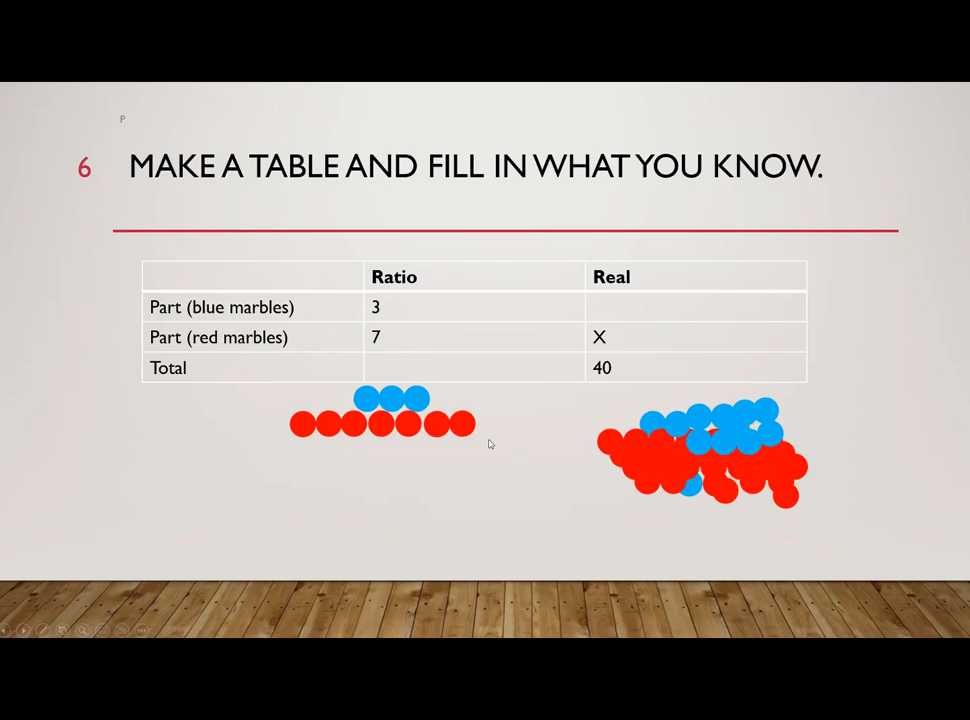 P
6 MAKE A TABLE AND FILL IN WHAT YOU KNOW.
Ratio Real
Part (blue marbles) 3
Part (red marbles) 7 X
Total 40